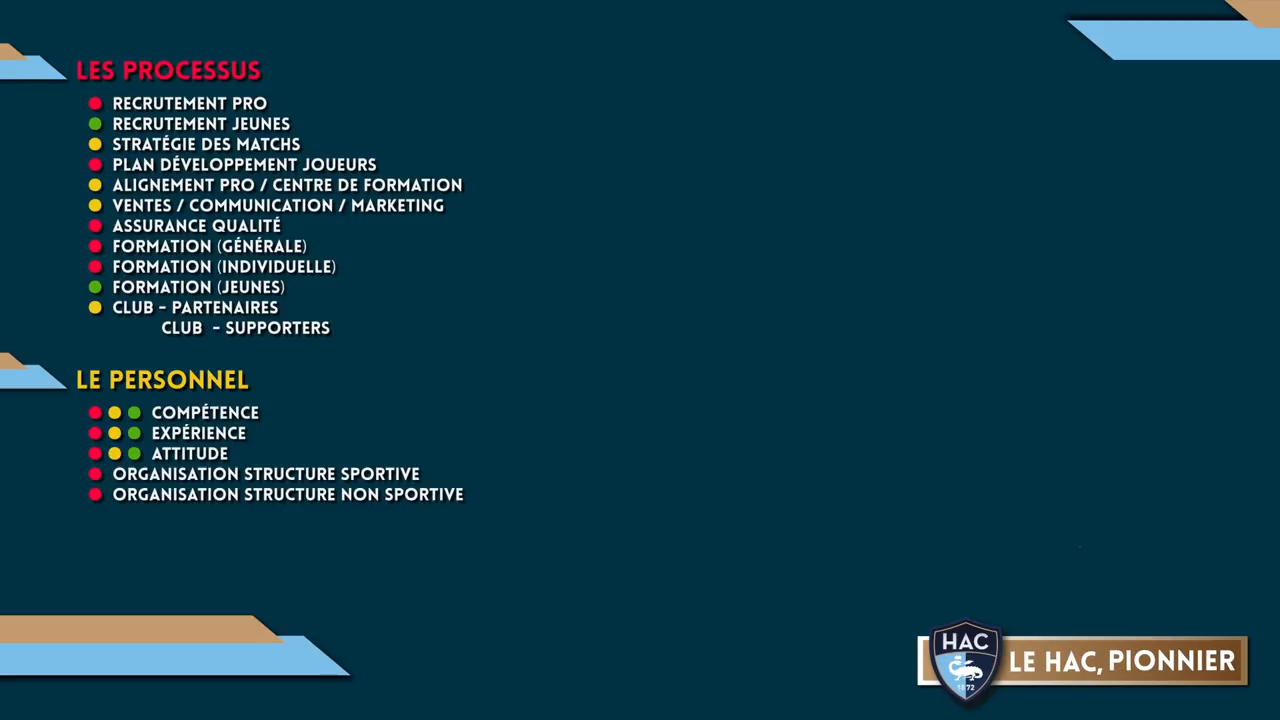 LES PROCESSUS
RECRUTEMENT PRO
RECRUTEMENT JEUNES
STRATÉGIE DES MATCHS
PLAN DÉVELOPPEMENT JOUEURS
ALIGNEMENT PRO / CENTRE DE FORMATION
VENTES / COMMUNICATION / MARKETING
ASSURANCE QUALITÉ
FORMATION (GÉNÉRALE)
FORMATION (INDIVIDUELLE)
FORMATION (JEUNES)
CLUB - PARTENAIRES
CLUB - SUPPORTERS
LE PERSONNEL
COMPÉTENCE
EXPÉRIENCE
ATTITUDE
ORGANISATION STRUCTURE SPORTIVE
ORGANISATION STRUCTURE NON SPORTIVE
HAC
1872
LE HAC, PIONNIER